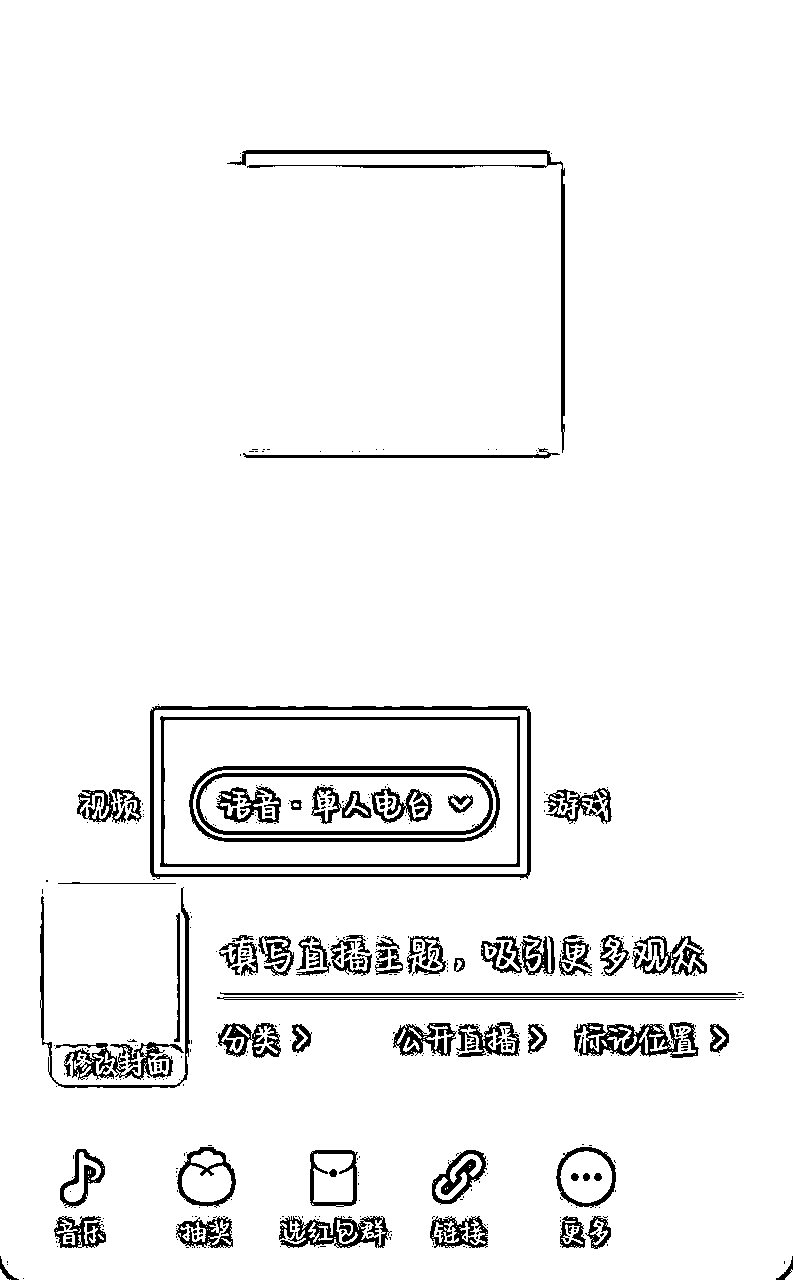 视频 语音·单人电台 游戏
填写直播主题，吸引更多观众
修改封面
分类 公开直播 标记位置
音乐 抽奖 选红包群 链接 更多